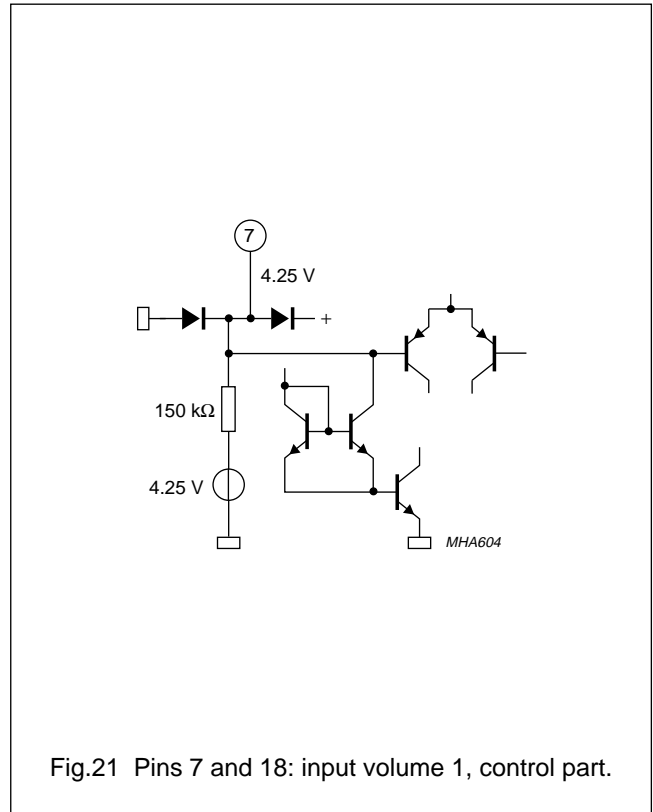 7
4.25 V
+
150 kΩ
4.25 V
MHA604
Fig.21 Pins 7 and 18: input volume 1, control part.